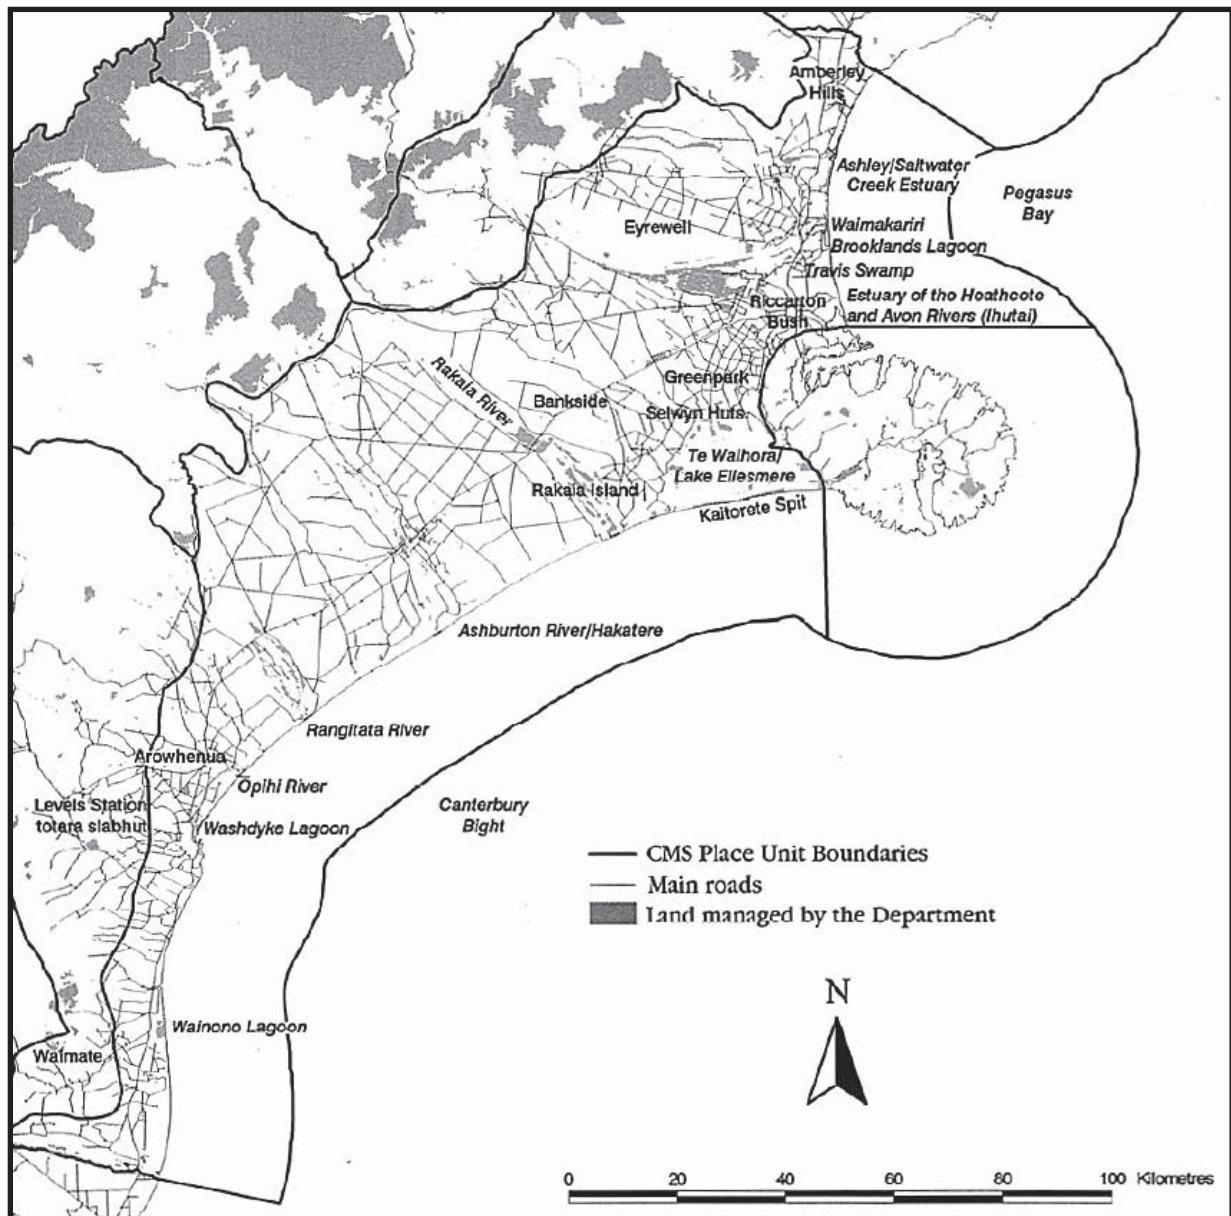 Amberley
Hills
Ashley/Saltwater
Creek Estuary
Pegasus
Bay
Eyrewell
Waimakariri
Brooklands Lagoon
Travis Swamp
Riccarton
Bush
Estuary of the Heathcote
and Avon Rivers (Ihutai)
Rakaia River
Greenpark
Bankside
Selwyn Huts
Te Waihora/
Lake Ellesmere
Rakaia Island
Kaitorete Spit
Ashburton River/Hakatere
Rangitata River
Arowhenua
Opihi River
Levels Station
totara slabhut
Washdyke Lagoon
Canterbury
Bight
CMS Place Unit Boundaries
Main roads
Land managed by the Department
N
Wainono Lagoon
Waimate
0 20 40 60 80 100 Kilometres